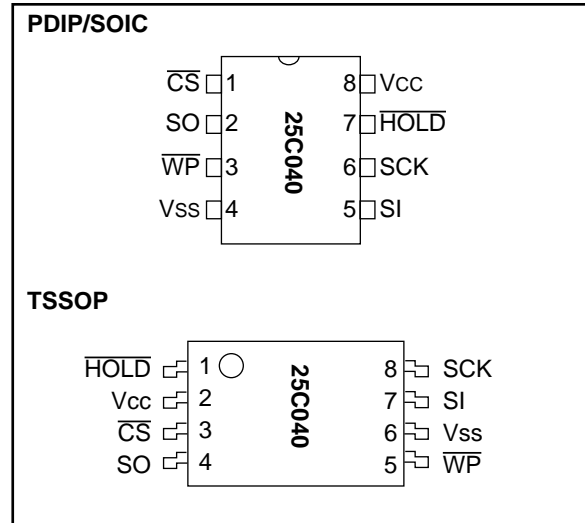 PDIP/SOIC
CS 1 8 VCC
SO 2 7 HOLD
WP 3 6 SCK
VSS 4 5 SI
25C040
TSSOP
HOLD 1 8 SCK
VCC 2 7 SI
CS 3 6 VSS
SO 4 5 WP
25C040